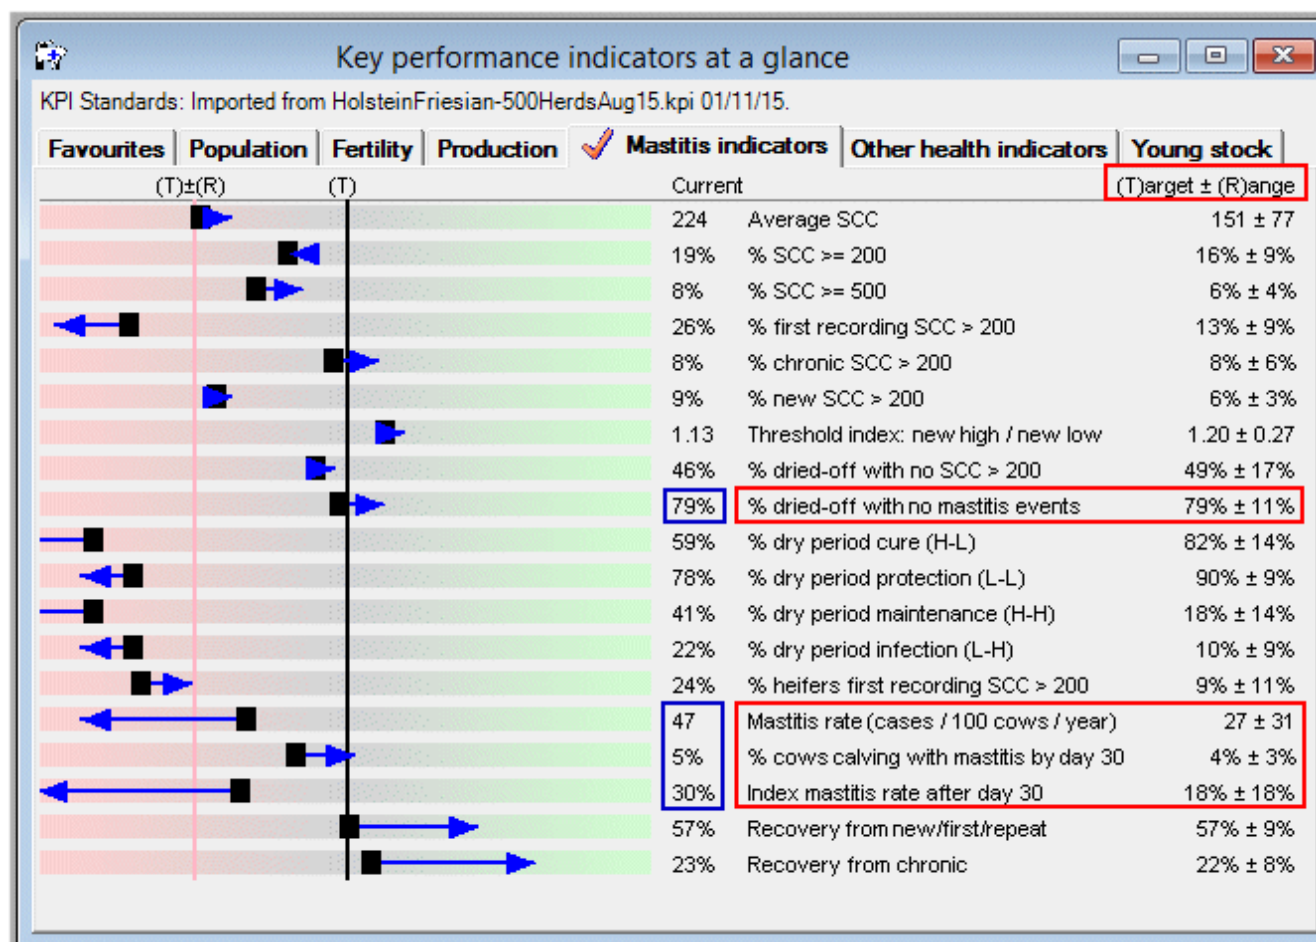 Key performance indicators at a glance
KPI Standards: Imported from HolsteinFriesian-500HerdsAug15.kpi 01/11/15.
Favourites Population Fertility Production Mastitis indicators Other health indicators Young stock
(T)±(R) (T) Current (T)arget ± (R)ange
224 Average SCC 151 ± 77
19% % SCC >= 200 16% ± 9%
8% % SCC >= 500 6% ± 4%
26% % first recording SCC > 200 13% ± 9%
8% % chronic SCC > 200 8% ± 6%
9% % new SCC > 200 6% ± 3%
1.13 Threshold index: new high / new low 1.20 ± 0.27
46% % dried-off with no SCC > 200 49% ± 17%
79% % dried-off with no mastitis events 79% ± 11%
59% % dry period cure (H-L) 82% ± 14%
78% % dry period protection (L-L) 90% ± 9%
41% % dry period maintenance (H-H) 18% ± 14%
22% % dry period infection (L-H) 10% ± 9%
24% % heifers first recording SCC > 200 9% ± 11%
47 Mastitis rate (cases / 100 cows / year) 27 ± 31
5% % cows calving with mastitis by day 30 4% ± 3%
30% Index mastitis rate after day 30 18% ± 18%
57% Recovery from new/first/repeat 57% ± 9%
23% Recovery from chronic 22% ± 8%